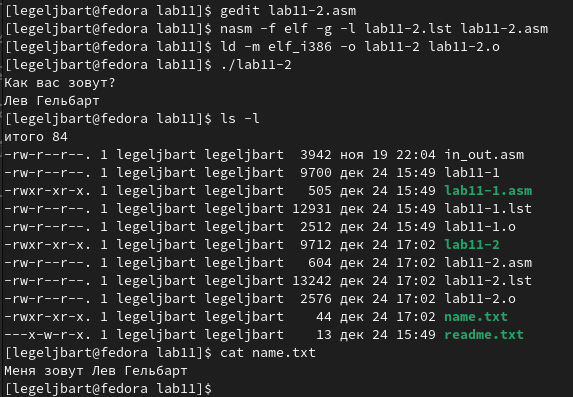 [legeljbart@fedora lab11]$ gedit lab11-2.asm
[legeljbart@fedora lab11]$ nasm -f elf -g -l lab11-2.lst lab11-2.asm
[legeljbart@fedora lab11]$ ld -m elf_i386 -o lab11-2 lab11-2.o
[legeljbart@fedora lab11]$ ./lab11-2
Как вас зовут?
Лев Гельбарт
[legeljbart@fedora lab11]$ ls -l
итого 84
-rw-r--r--. 1 legeljbart legeljbart  3942 ноя 19 22:04 in_out.asm
-rw-r--r--. 1 legeljbart legeljbart  9700 дек 24 15:49 lab11-1
-rwxr-xr-x. 1 legeljbart legeljbart   505 дек 24 15:49 lab11-1.asm
-rw-r--r--. 1 legeljbart legeljbart 12931 дек 24 15:49 lab11-1.lst
-rw-r--r--. 1 legeljbart legeljbart  2512 дек 24 15:49 lab11-1.o
-rwxr-xr-x. 1 legeljbart legeljbart  9712 дек 24 17:02 lab11-2
-rw-r--r--. 1 legeljbart legeljbart   604 дек 24 17:02 lab11-2.asm
-rw-r--r--. 1 legeljbart legeljbart 13242 дек 24 17:02 lab11-2.lst
-rw-r--r--. 1 legeljbart legeljbart  2576 дек 24 17:02 lab11-2.o
-rwxr-xr-x. 1 legeljbart legeljbart    44 дек 24 17:02 name.txt
---x-w-r-x. 1 legeljbart legeljbart    13 дек 24 15:49 readme.txt
[legeljbart@fedora lab11]$ cat name.txt
Меня зовут Лев Гельбарт
[legeljbart@fedora lab11]$